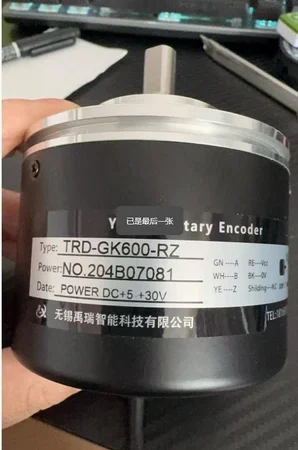 已是最后一张
Y tary Encoder
Type: TRD-GK600-RZ
Power: NO.204B07081
Date: POWER DC+5 +30V
GN----A RE---Vcc
WH----B BK---0V
YE----Z Shilding---N.C
无锡禹瑞智能科技有限公司